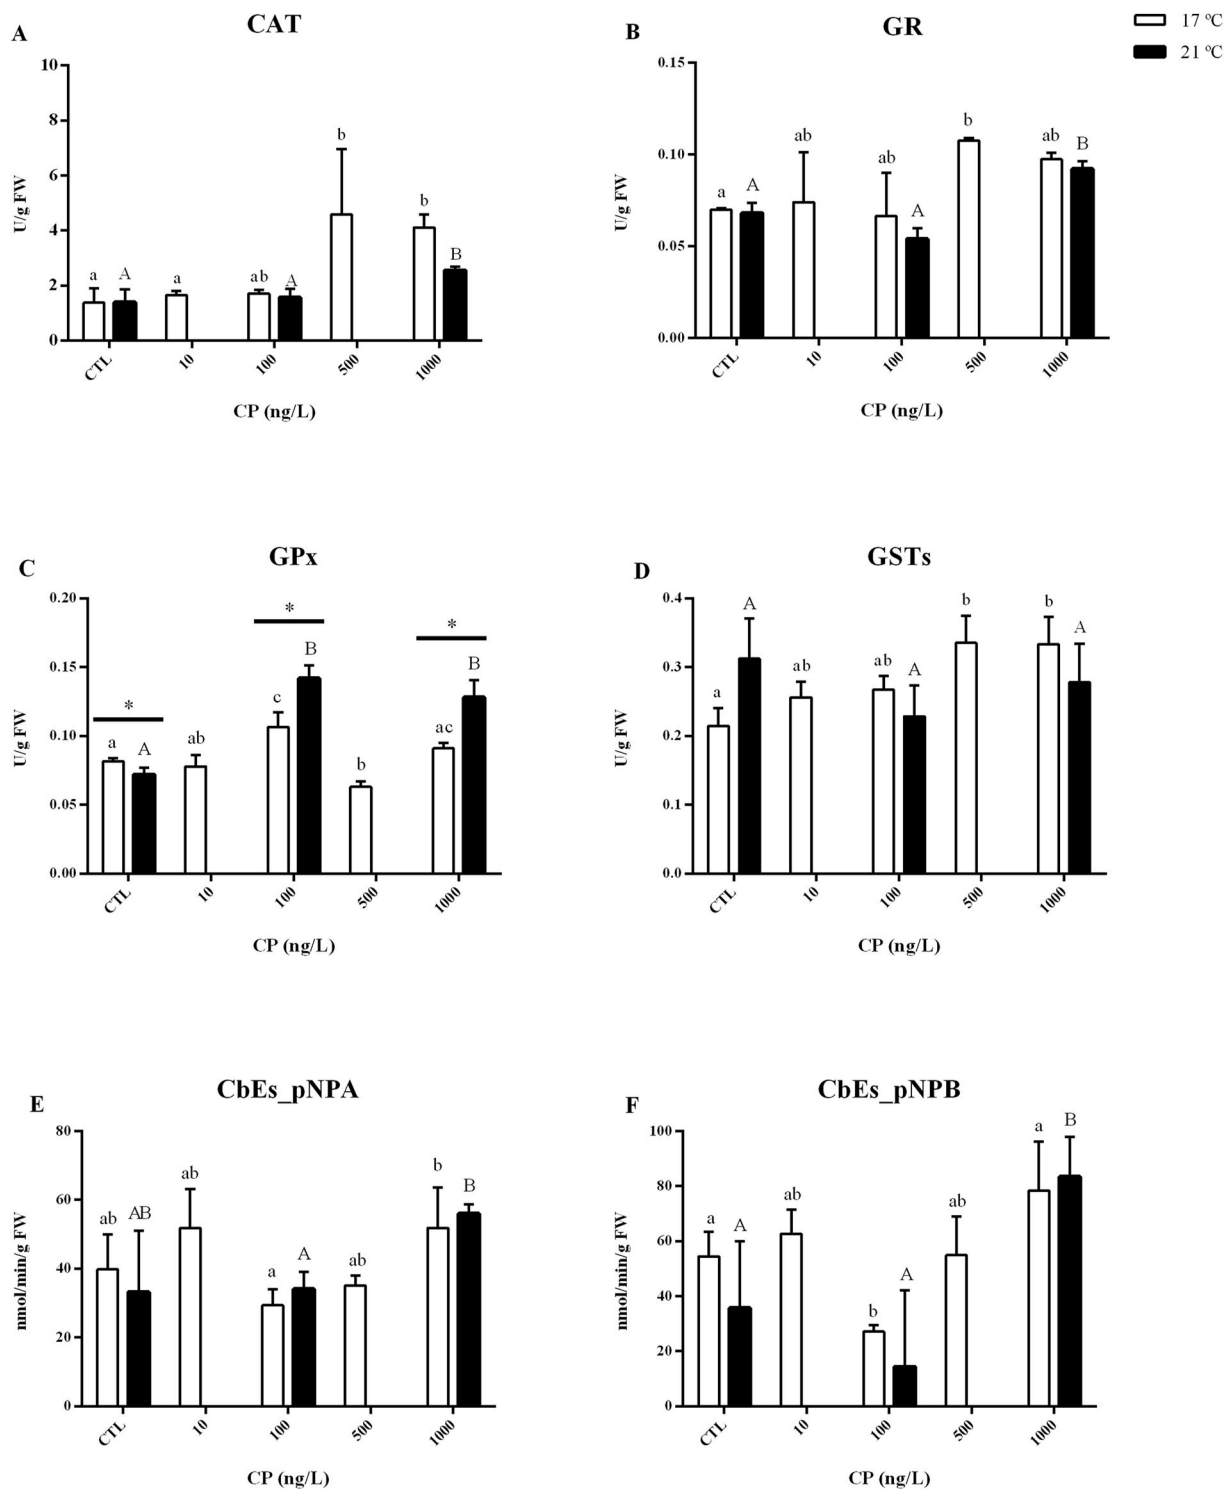 A
CAT
B
GR
17 ºC
21 ºC
10
8
6
4
2
0
U/g FW
a
A
a
ab
A
b
b
B
CTL
10
100
500
1000
CP (ng/L)
0.15
0.10
0.05
0.00
U/g FW
a
A
ab
ab
A
b
ab
B
CTL
10
100
500
1000
CP (ng/L)
C
GPx
0.20
0.15
0.10
0.05
0.00
U/g FW
*
*
*
a
A
ab
c
B
b
ac
B
CTL
10
100
500
1000
CP (ng/L)
D
GSTs
0.4
0.3
0.2
0.1
0.0
U/g FW
a
A
ab
ab
A
b
b
A
CTL
10
100
500
1000
CP (ng/L)
E
CbEs_pNPA
80
60
40
20
0
nmol/min/g FW
ab
AB
ab
a
A
ab
b
B
CTL
10
100
500
1000
CP (ng/L)
F
CbEs_pNPB
100
80
60
40
20
0
nmol/min/g FW
a
A
ab
b
A
ab
a
B
CTL
10
100
500
1000
CP (ng/L)